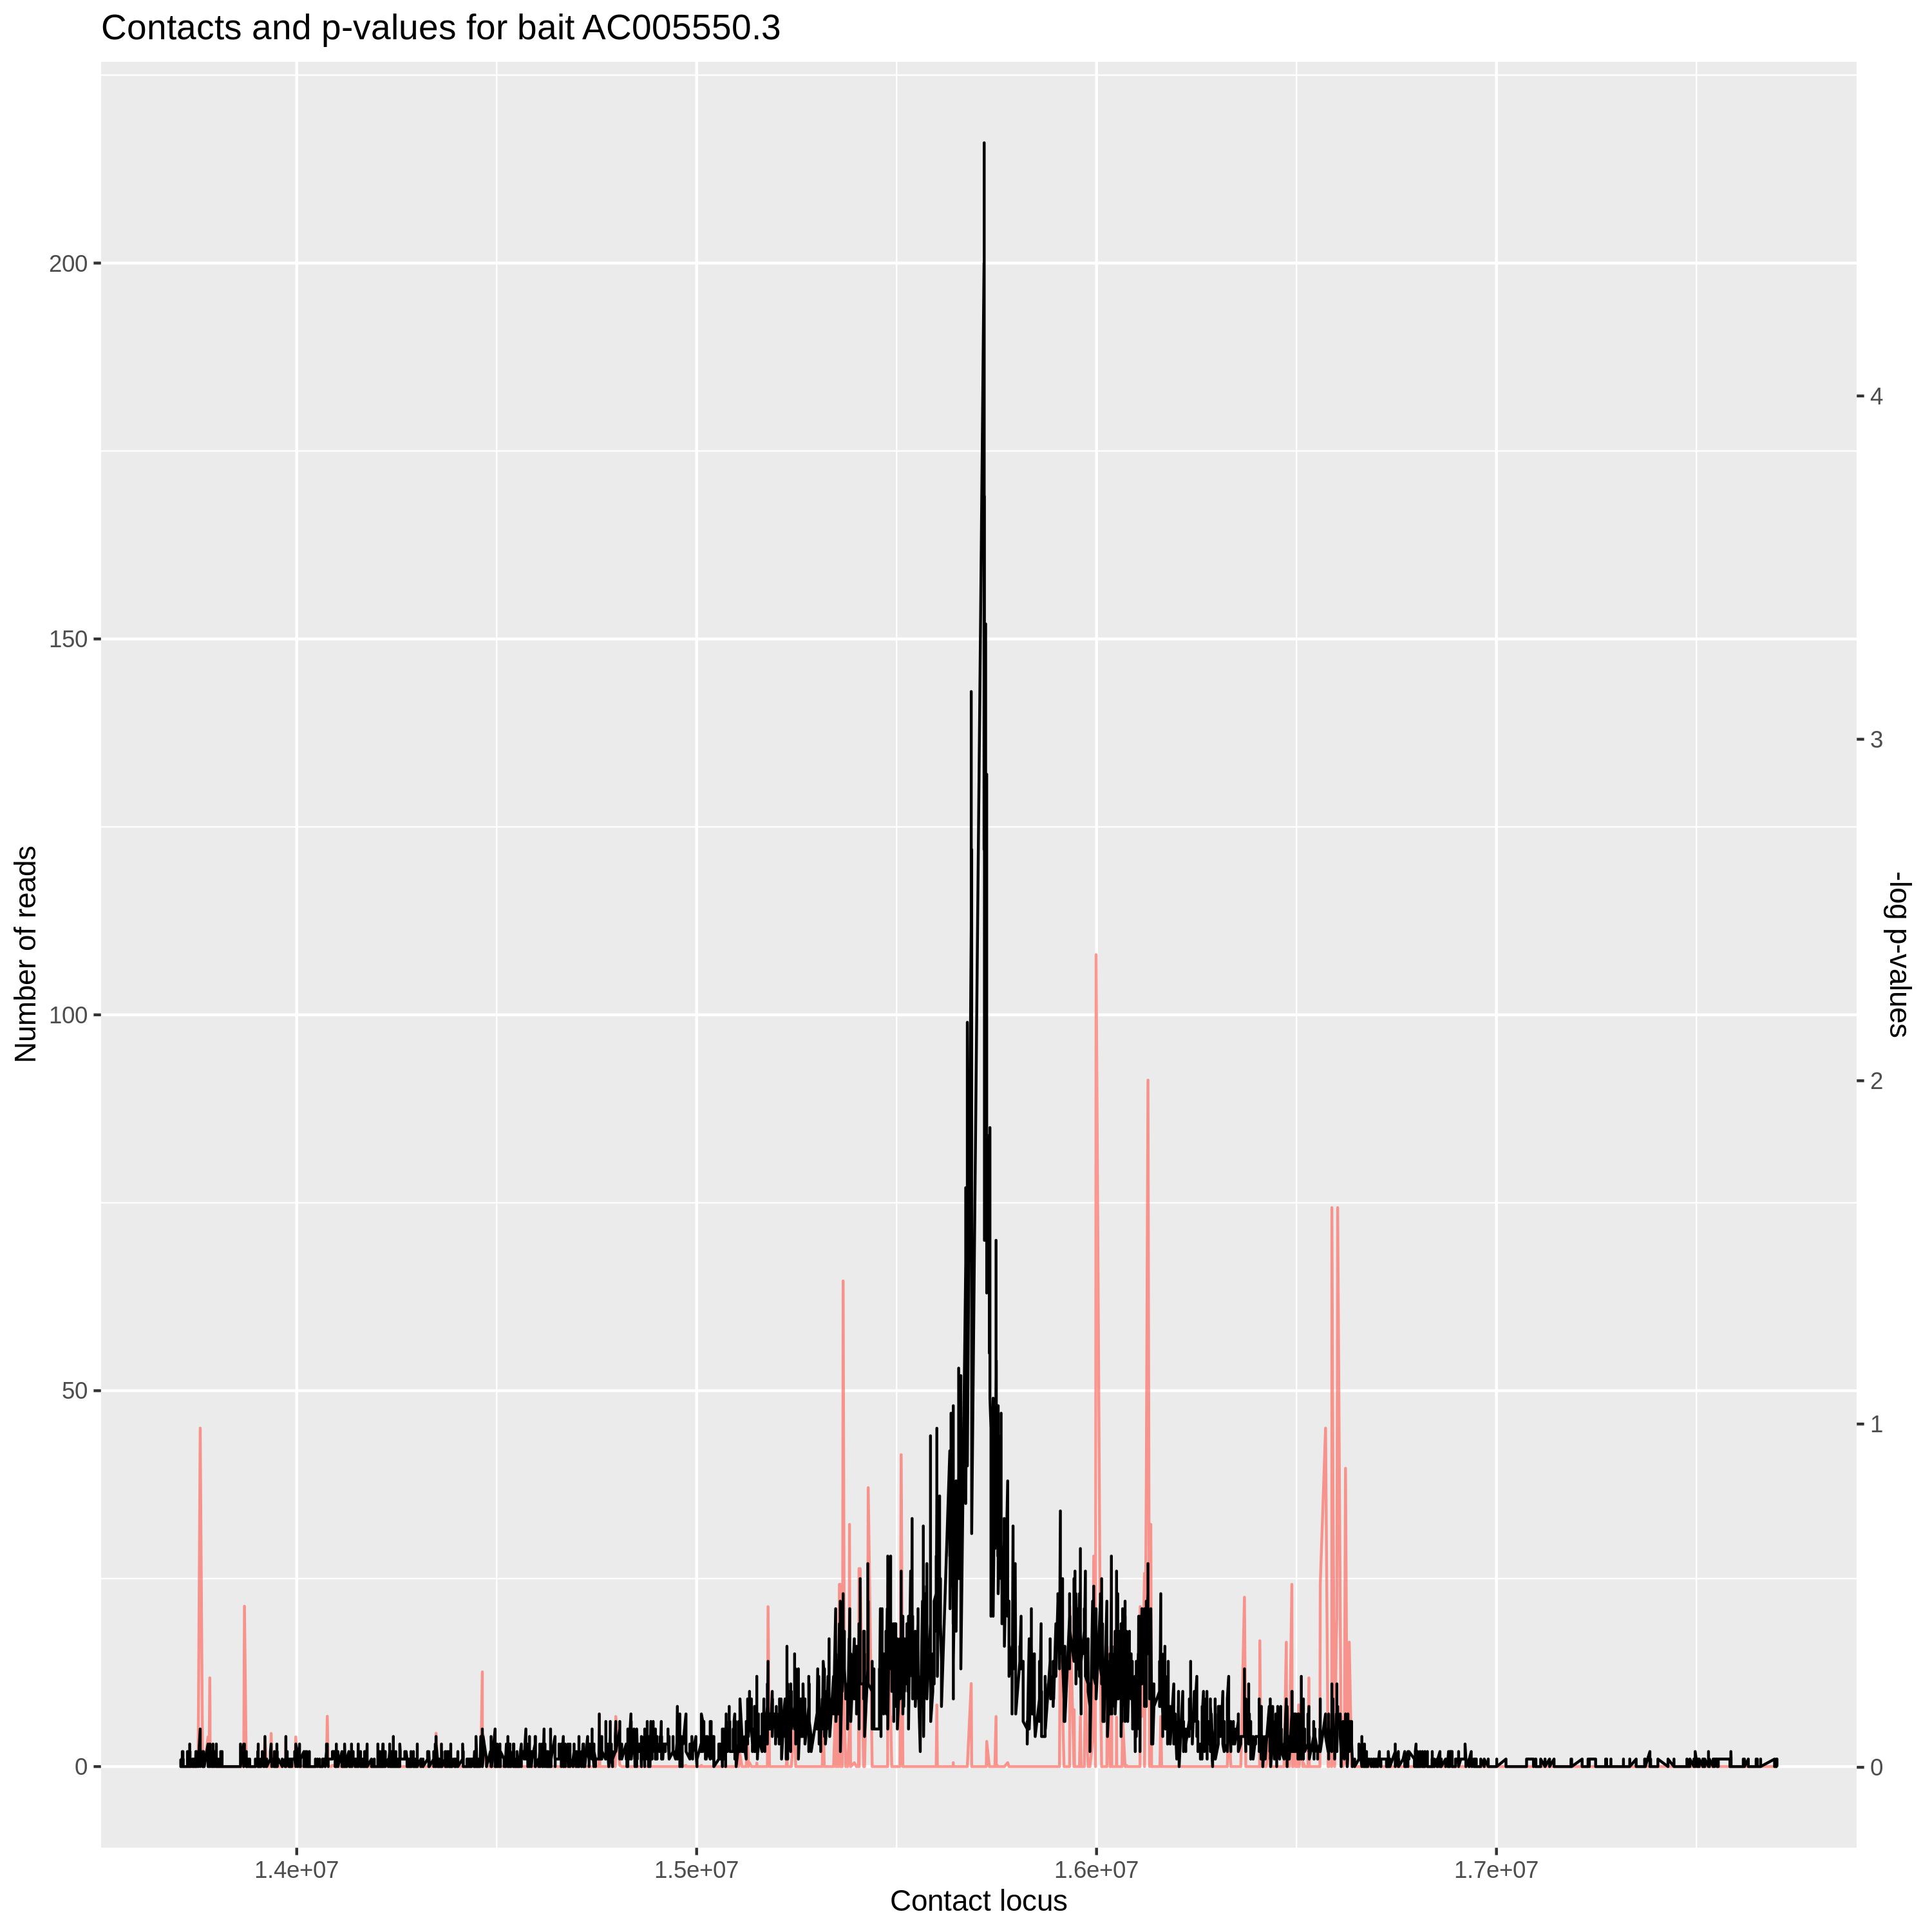 Contacts and p-values for bait AC005550.3
200
150
100
50
0
Number of reads
4
3
2
1
0
-log p-values
1.4e+07
1.5e+07
1.6e+07
1.7e+07
Contact locus